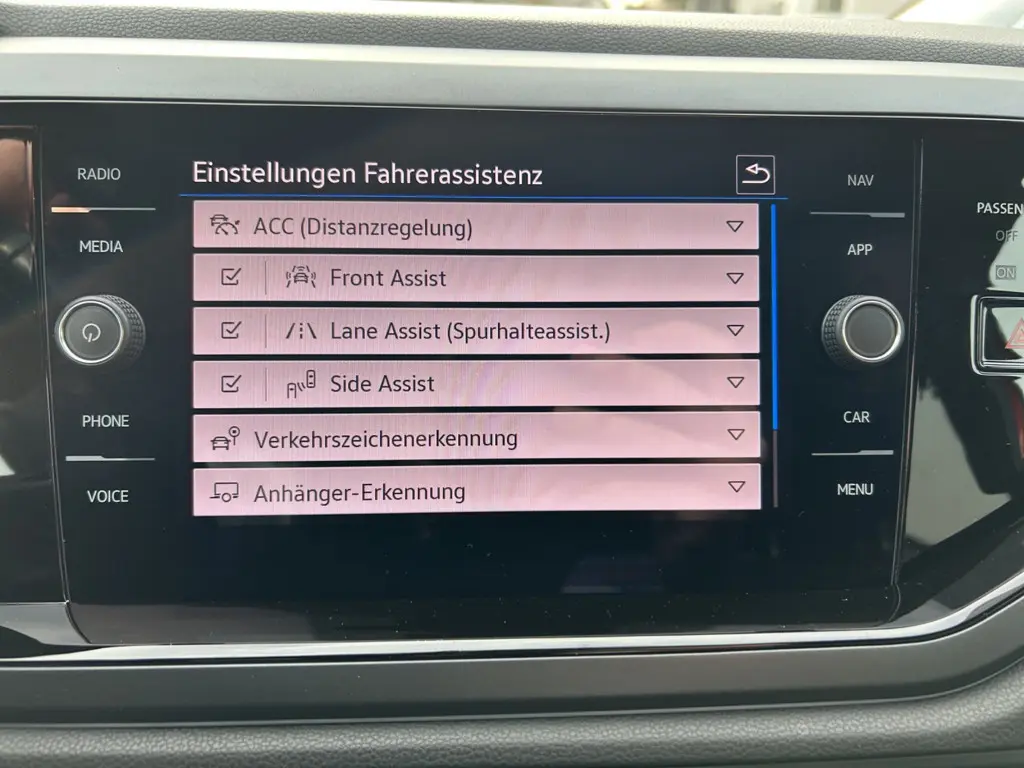 RADIO
MEDIA
PHONE
VOICE
Einstellungen Fahrerassistenz
ACC (Distanzregelung)
Front Assist
Lane Assist (Spurhalteassist.)
Side Assist
Verkehrszeichenerkennung
Anhänger-Erkennung
NAV
APP
CAR
MENU
PASSEN
OFF
ON